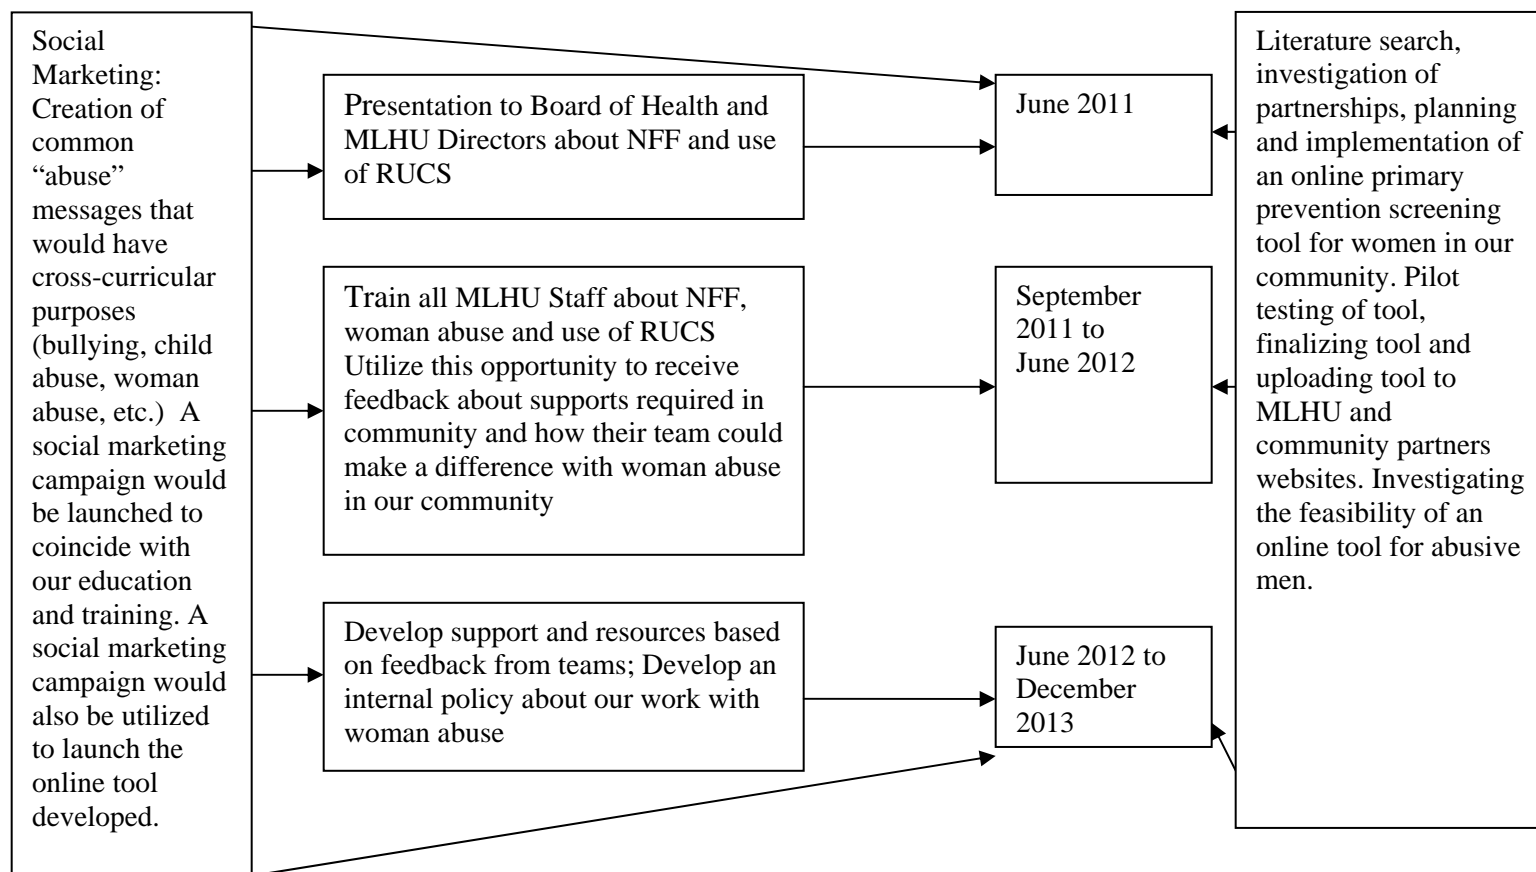 Social
Marketing:
Creation of
common
“abuse”
messages that
would have
cross-curricular
purposes
(bullying, child
abuse, woman
abuse, etc.)  A
social marketing
campaign would
be launched to
coincide with
our education
and training. A
social marketing
campaign would
also be utilized
to launch the
online tool
developed.
Presentation to Board of Health and
MLHU Directors about NFF and use
of RUCS
Train all MLHU Staff about NFF,
woman abuse and use of RUCS
Utilize this opportunity to receive
feedback about supports required in
community and how their team could
make a difference with woman abuse
in our community
Develop support and resources based
on feedback from teams; Develop an
internal policy about our work with
woman abuse
June 2011
September
2011 to
June 2012
June 2012 to
December
2013
Literature search,
investigation of
partnerships, planning
and implementation of
an online primary
prevention screening
tool for women in our
community. Pilot
testing of tool,
finalizing tool and
uploading tool to
MLHU and
community partners
websites. Investigating
the feasibility of an
online tool for abusive
men.